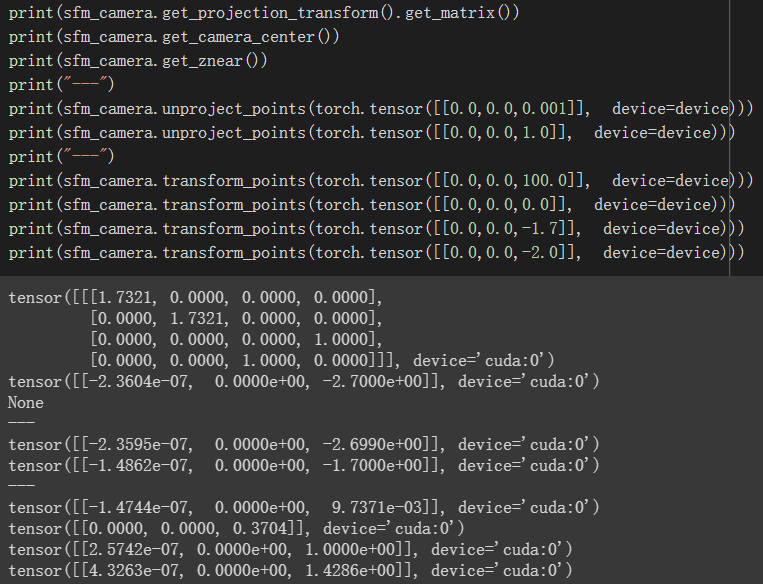 print(sfm_camera.get_projection_transform().get_matrix())
print(sfm_camera.get_camera_center())
print(sfm_camera.get_znear())
print("---")
print(sfm_camera.unproject_points(torch.tensor([[0.0,0.0,0.001]],  device=device)))
print(sfm_camera.unproject_points(torch.tensor([[0.0,0.0,1.0]],  device=device)))
print("---")
print(sfm_camera.transform_points(torch.tensor([[0.0,0.0,100.0]],  device=device)))
print(sfm_camera.transform_points(torch.tensor([[0.0,0.0,0.0]],  device=device)))
print(sfm_camera.transform_points(torch.tensor([[0.0,0.0,-1.7]],  device=device)))
print(sfm_camera.transform_points(torch.tensor([[0.0,0.0,-2.0]],  device=device)))
tensor([[[1.7321, 0.0000, 0.0000, 0.0000],
         [0.0000, 1.7321, 0.0000, 0.0000],
         [0.0000, 0.0000, 0.0000, 1.0000],
         [0.0000, 0.0000, 1.0000, 0.0000]]], device='cuda:0')
tensor([[-2.3604e-07,  0.0000e+00, -2.7000e+00]], device='cuda:0')
None
---
tensor([[-2.3595e-07,  0.0000e+00, -2.6990e+00]], device='cuda:0')
tensor([[-1.4862e-07,  0.0000e+00, -1.7000e+00]], device='cuda:0')
---
tensor([[-1.4744e-07,  0.0000e+00,  9.7371e-03]], device='cuda:0')
tensor([[0.0000, 0.0000, 0.3704]], device='cuda:0')
tensor([[2.5742e-07, 0.0000e+00, 1.0000e+00]], device='cuda:0')
tensor([[4.3263e-07, 0.0000e+00, 1.4286e+00]], device='cuda:0')